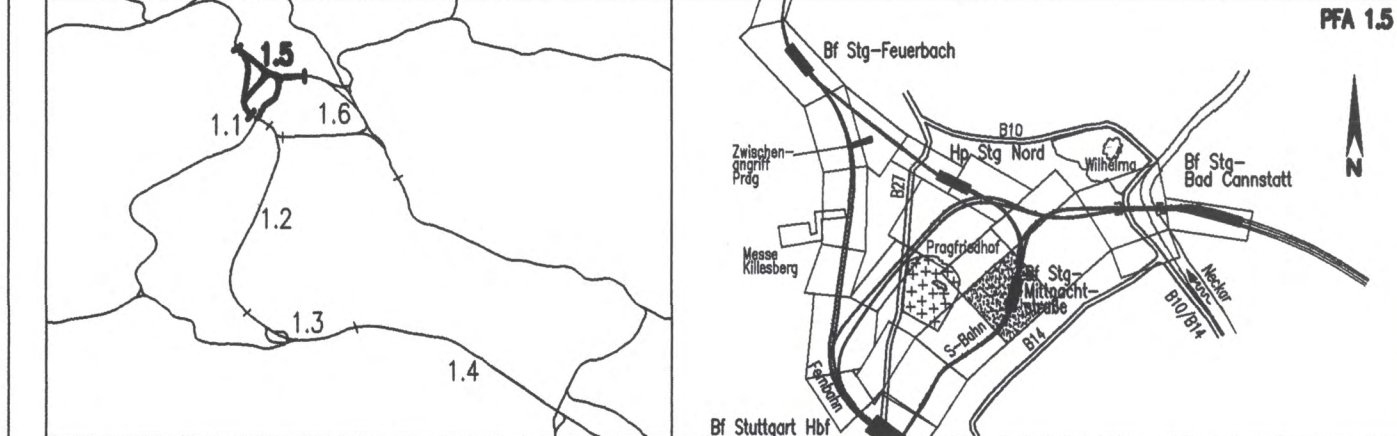 1.5
1.6
1.1
1.2
1.3
1.4
PFA 1.5
Bf Stg-Feuerbach
N
B10
Hp Stg Nord
Wilhelma
Bf Stg-
Bad Cannstatt
Zwischen-
angriff
Prag
B27
Messe
Killesberg
Pragfriedhof
Bf Stg-
Mittnacht-
straße
Neckar
B10/B14
S-Bahn
B14
Fernbahn
Bf Stuttgart Hbf